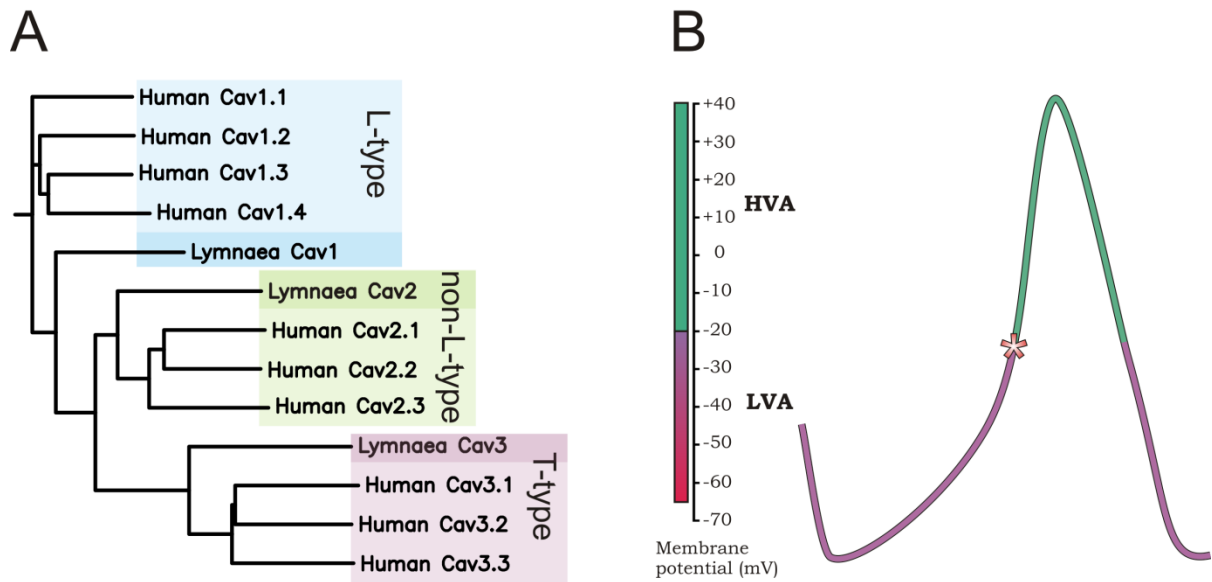 A
Human Cav1.1
Human Cav1.2
Human Cav1.3
Human Cav1.4
L-type
Lymnaea Cav1
Lymnaea Cav2
Human Cav2.1
Human Cav2.2
Human Cav2.3
non-L-type
Lymnaea Cav3
Human Cav3.1
Human Cav3.2
Human Cav3.3
T-type
B
+40
+30
+20
+10
0
-10
-20
-30
-40
-50
-60
-70
HVA
LVA
Membrane
potential (mV)
*